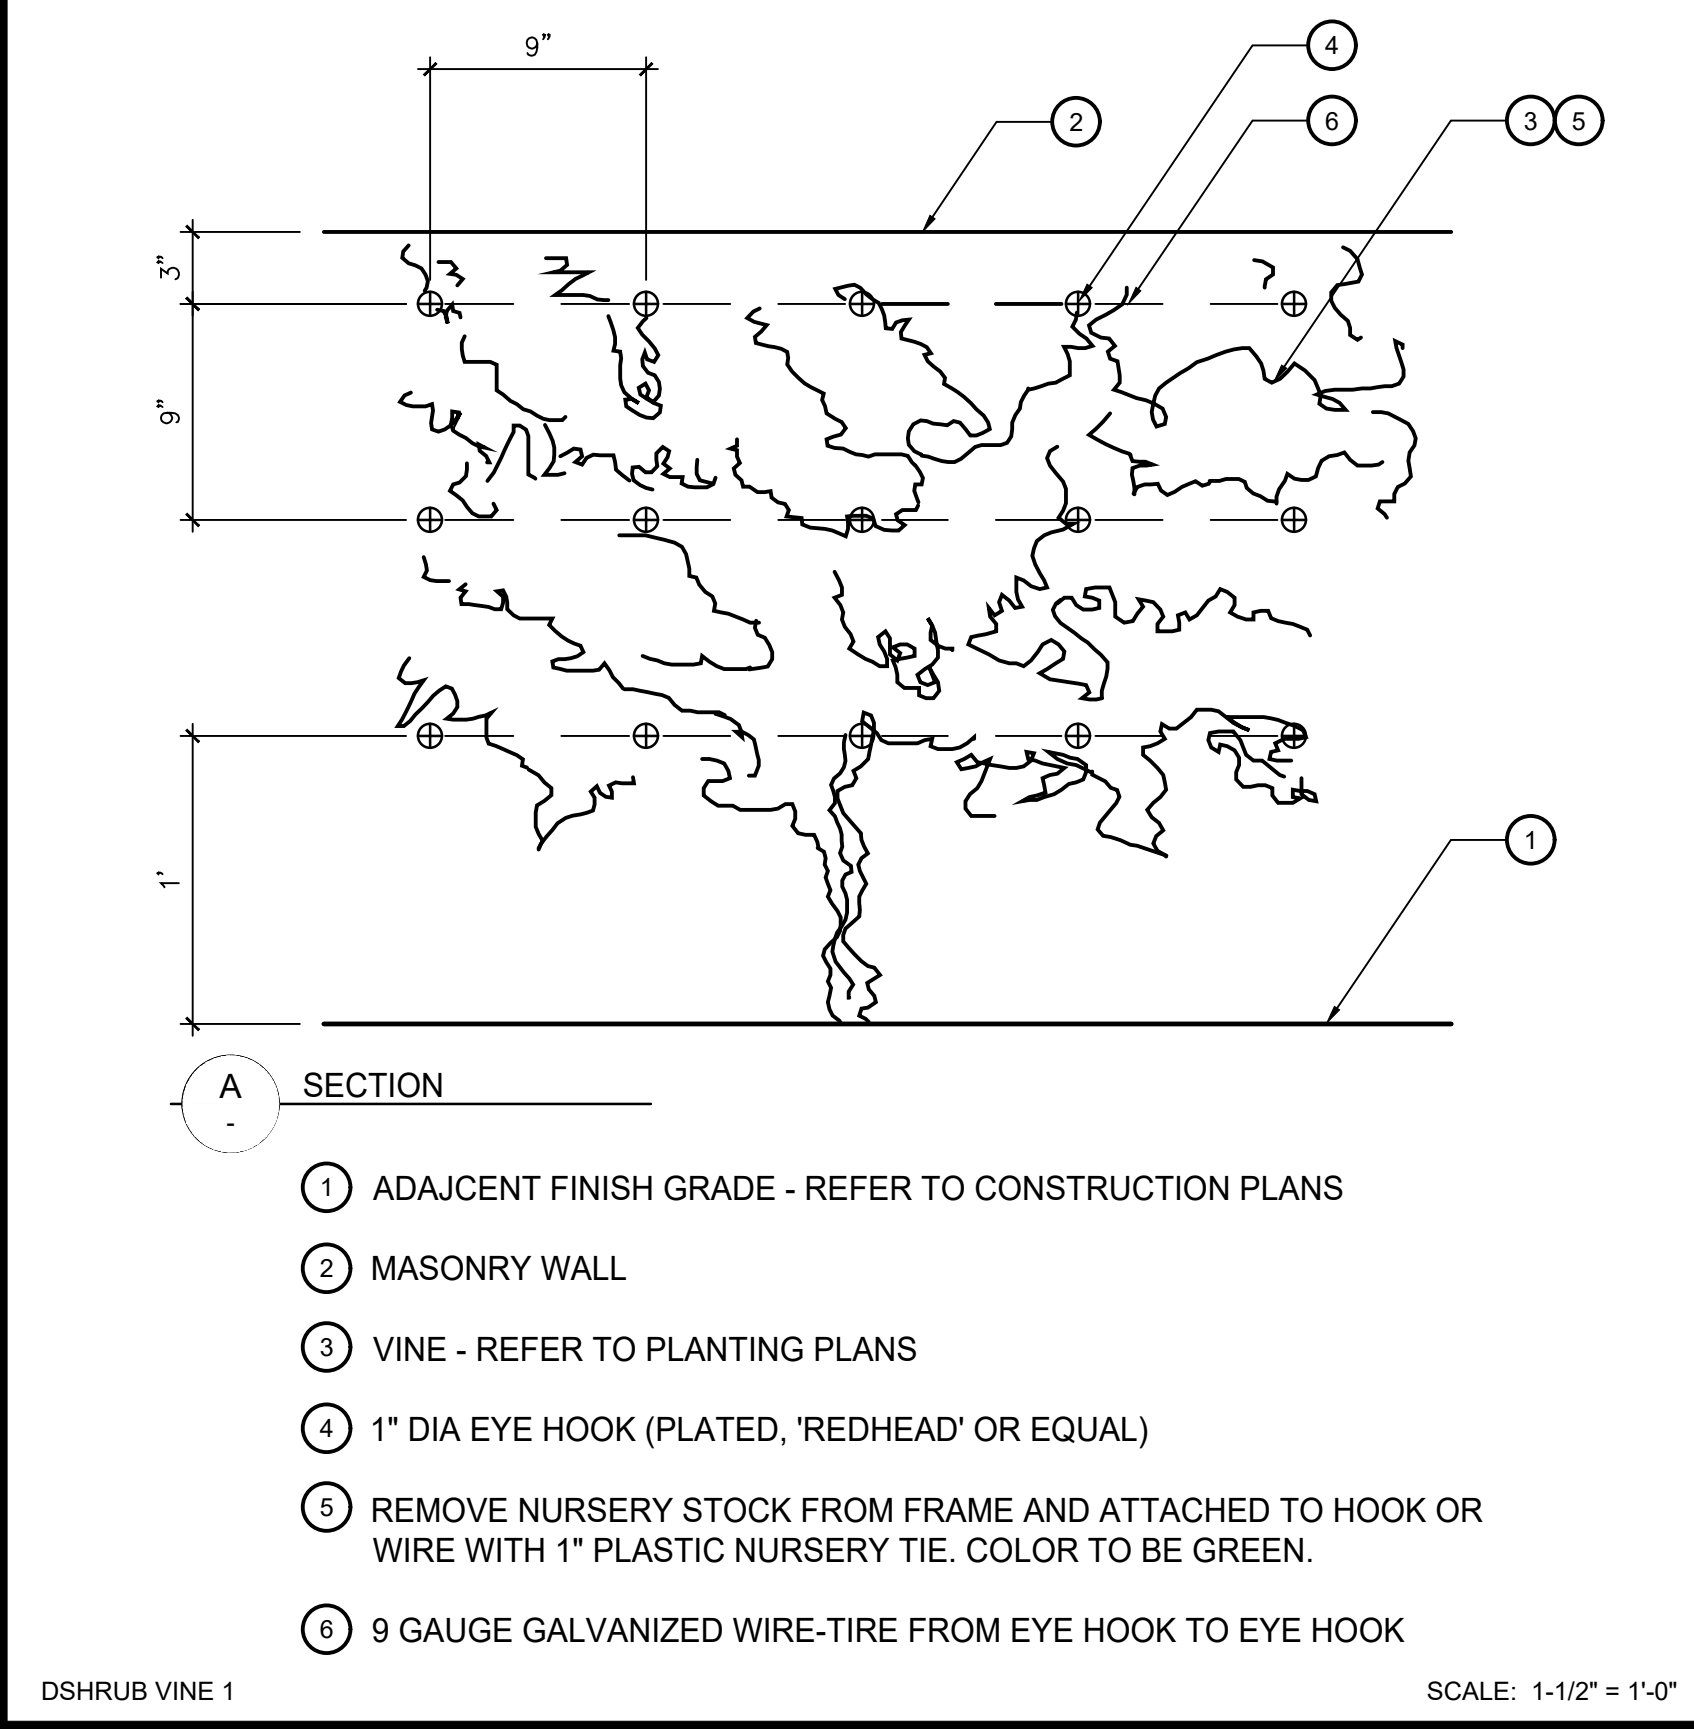 9"
4
2
6
3
5
3"
9"
1'
1
A
-
SECTION
1 ADAJCENT FINISH GRADE - REFER TO CONSTRUCTION PLANS
2 MASONRY WALL
3 VINE - REFER TO PLANTING PLANS
4 1" DIA EYE HOOK (PLATED, 'REDHEAD' OR EQUAL)
5 REMOVE NURSERY STOCK FROM FRAME AND ATTACHED TO HOOK OR
WIRE WITH 1" PLASTIC NURSERY TIE. COLOR TO BE GREEN.
6 9 GAUGE GALVANIZED WIRE-TIRE FROM EYE HOOK TO EYE HOOK
DSHRUB VINE 1
SCALE: 1-1/2" = 1'-0"